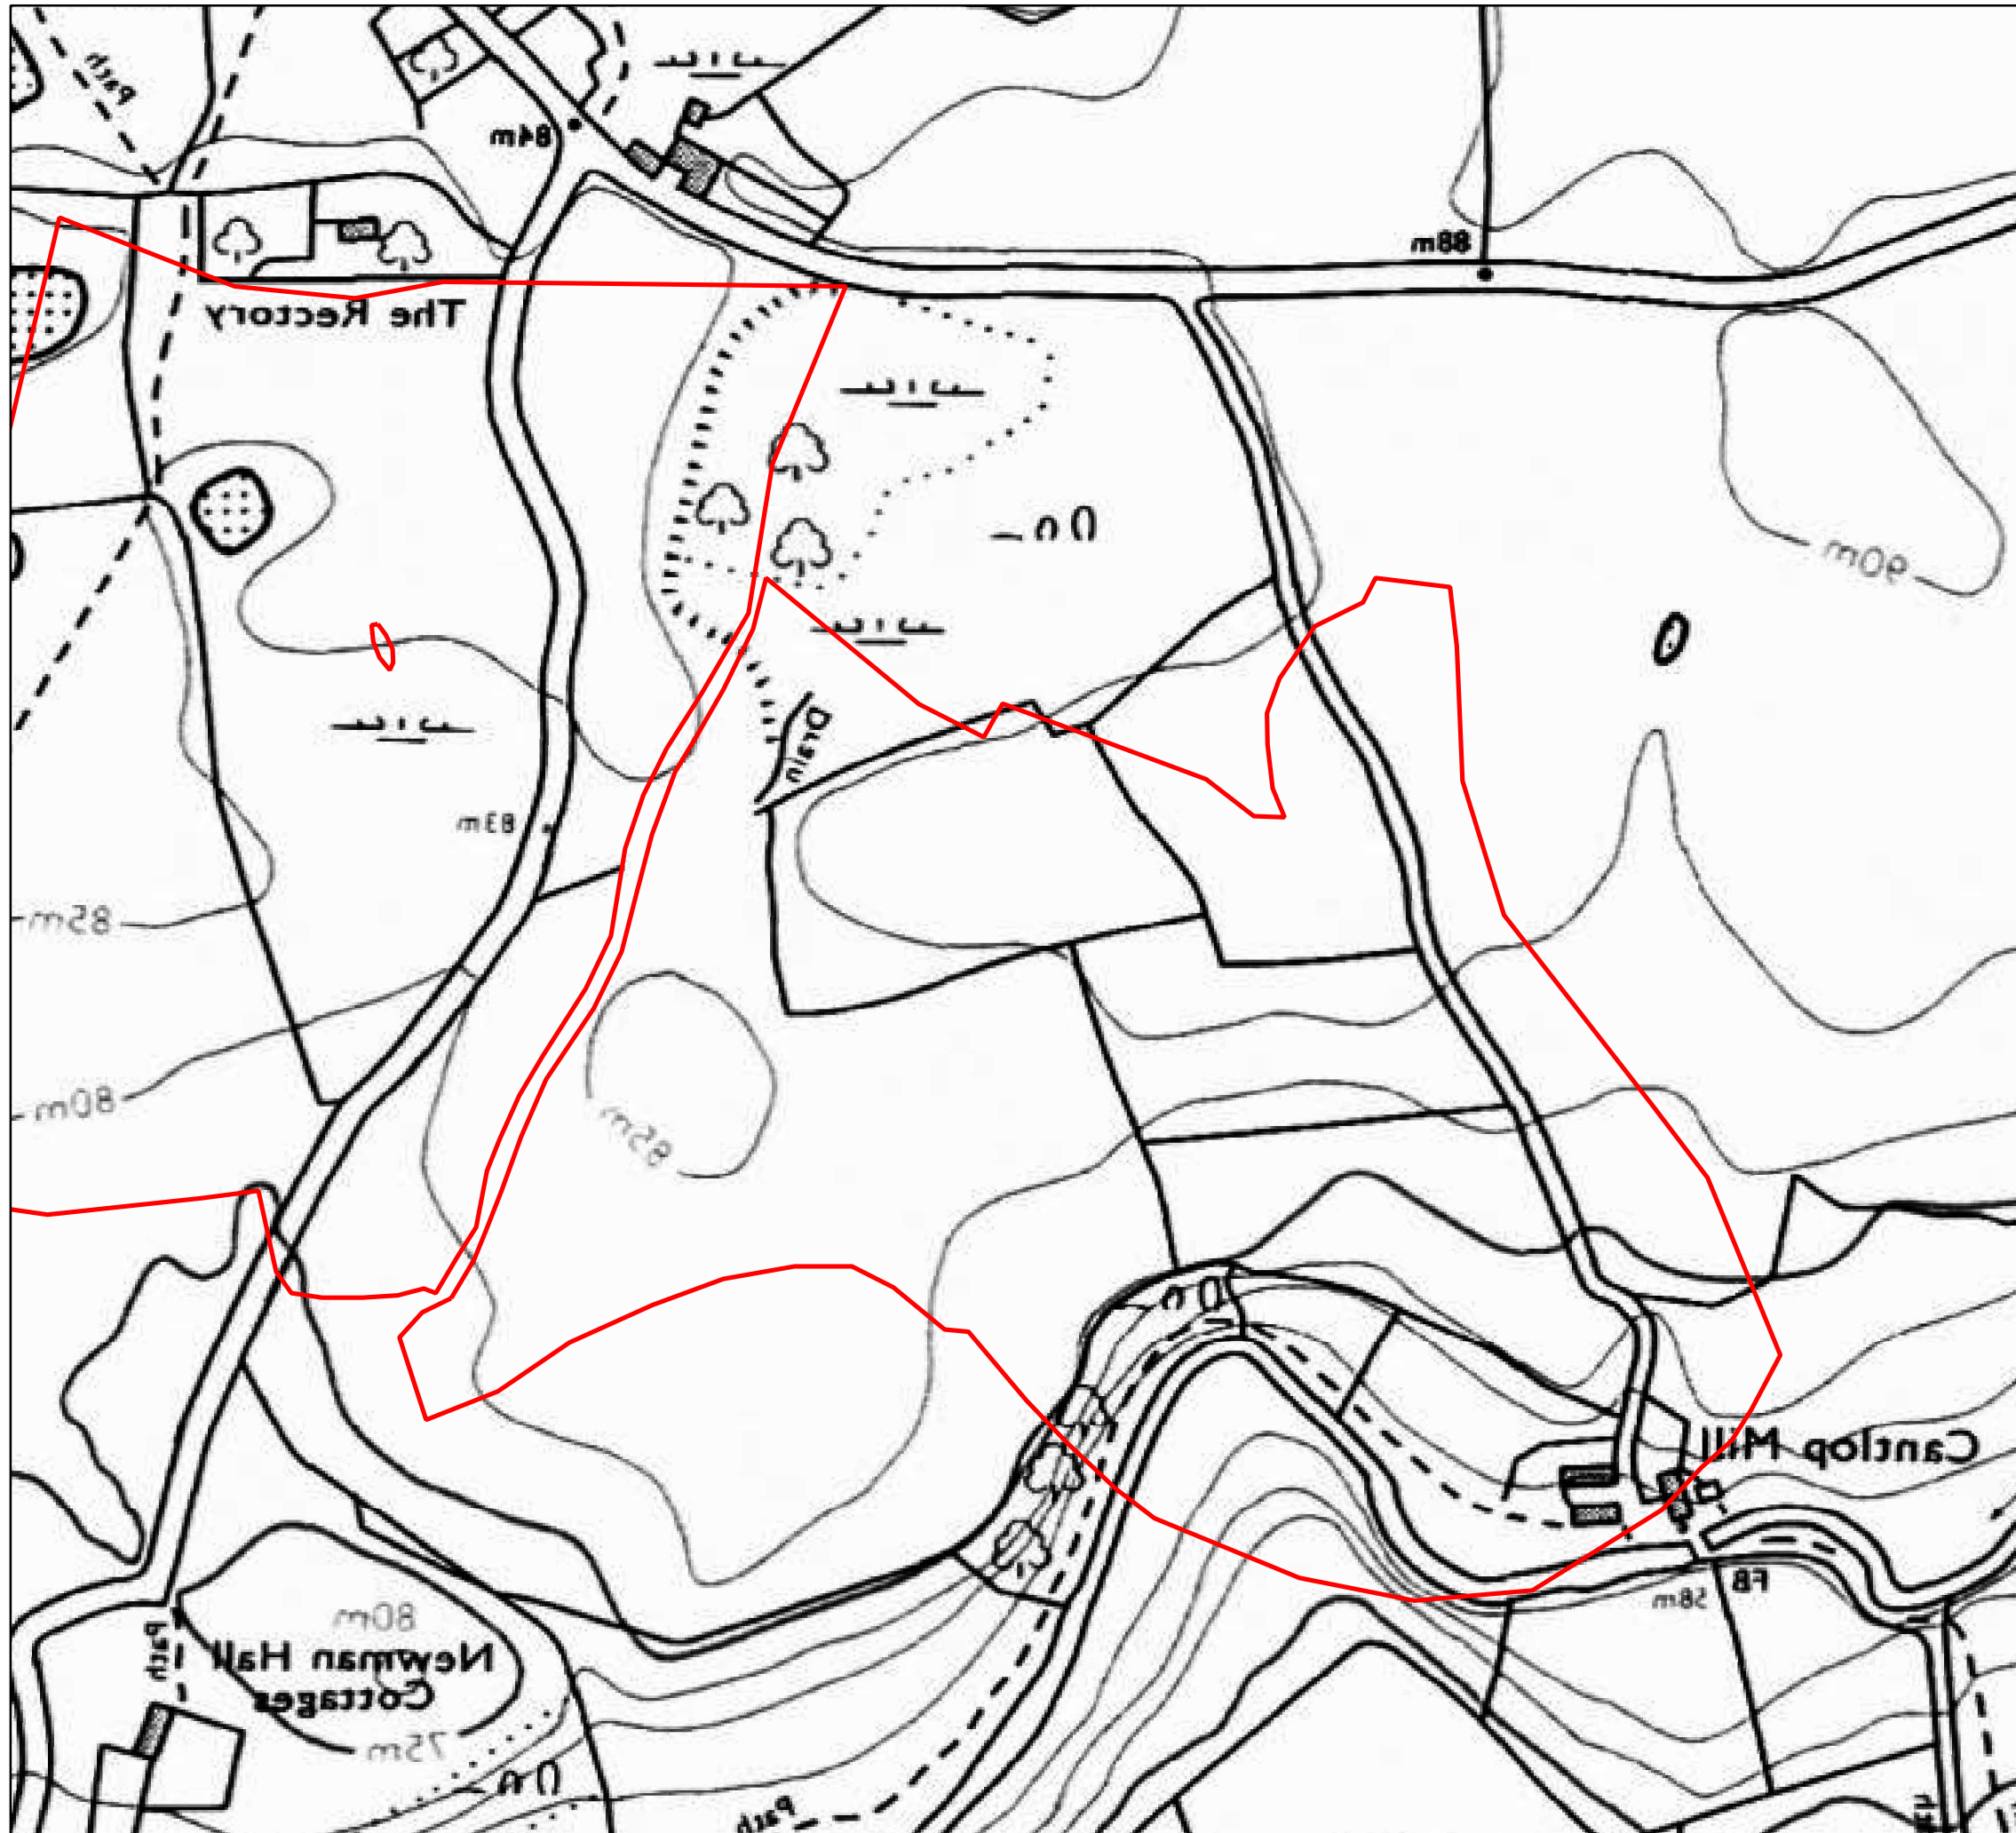 Path
84m
88m
The Rectory
90m
Drain
83m
85m
80m
85m
Cantlop Mill
FB
58m
80m
Path
Newman Hall
Cottages
75m
Path